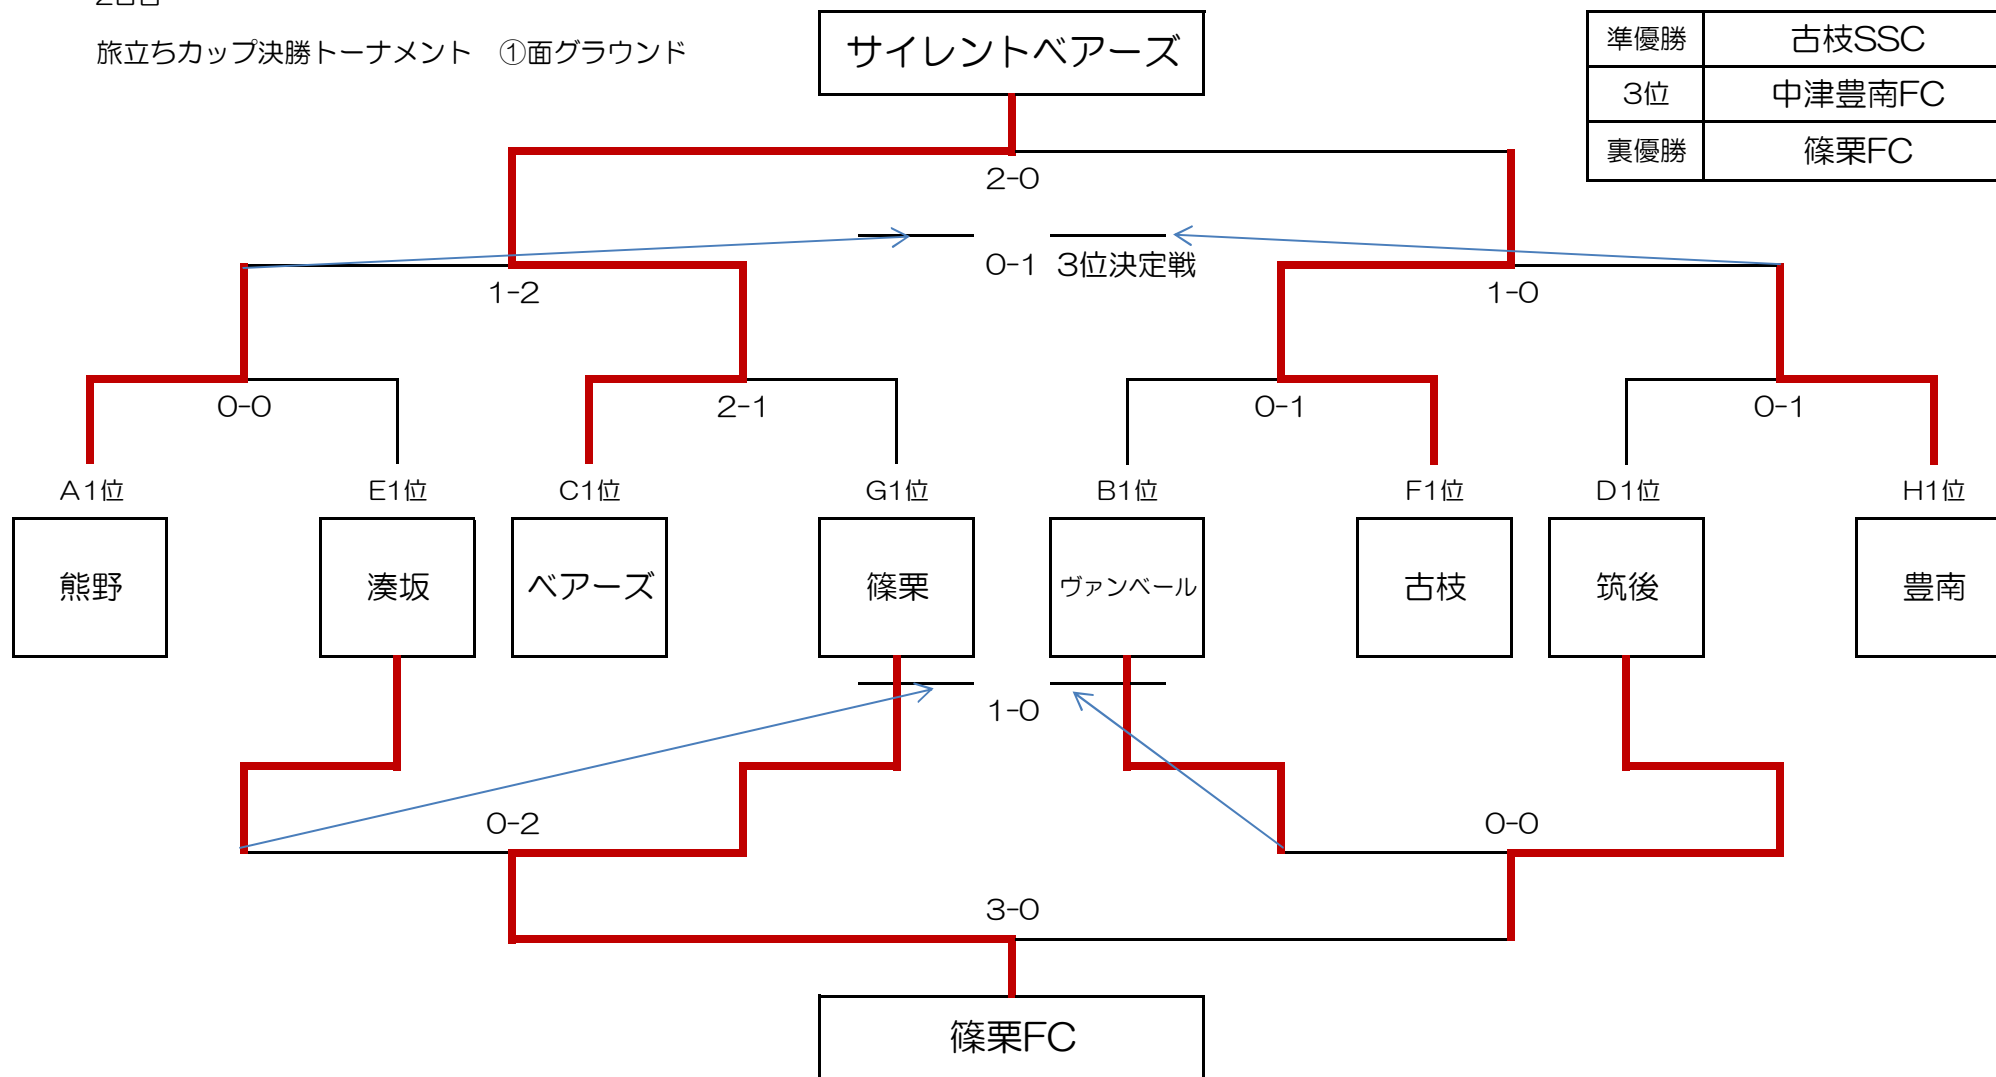 旅立ちカップ決勝トーナメント　①面グラウンド
サイレントベアーズ
準優勝 古枝SSC
3位 中津豊南FC
裏優勝 篠栗FC
2-0
0-1 3位決定戦
1-2
1-0
0-0
2-1
0-1
0-1
A1位
E1位
C1位
G1位
B1位
F1位
D1位
H1位
熊野
湊坂
ベアーズ
篠栗
ヴァンベール
古枝
筑後
豊南
1-0
0-2
0-0
3-0
篠栗FC